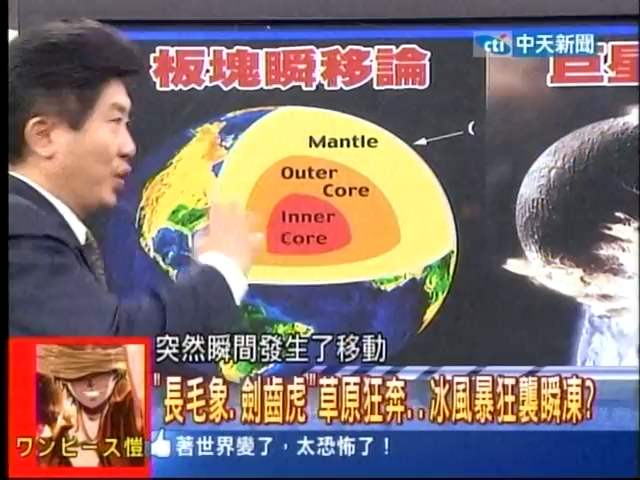 cti 中天新聞
板塊瞬移論
巨星
Mantle
Outer
Core
Inner
Core
突然瞬間發生了移動
"長毛象.劍齒虎"草原狂奔..冰風暴狂襲瞬凍?
ワンピース愷
著世界變了，太恐怖了！